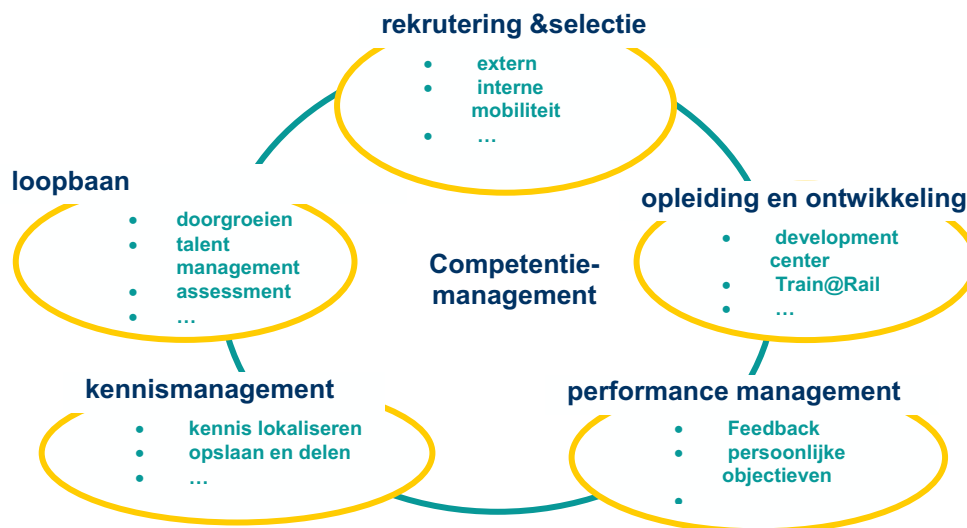 rekrutering &selectie
• extern
• interne
mobiliteit
• …
loopbaan
• doorgroeien
• talent
management
• assessment
• …
opleiding en ontwikkeling
• development
center
• Train@Rail
• …
Competentie-
management
kennismanagement
• kennis lokaliseren
• opslaan en delen
• …
performance management
• Feedback
• persoonlijke
objectieven
•